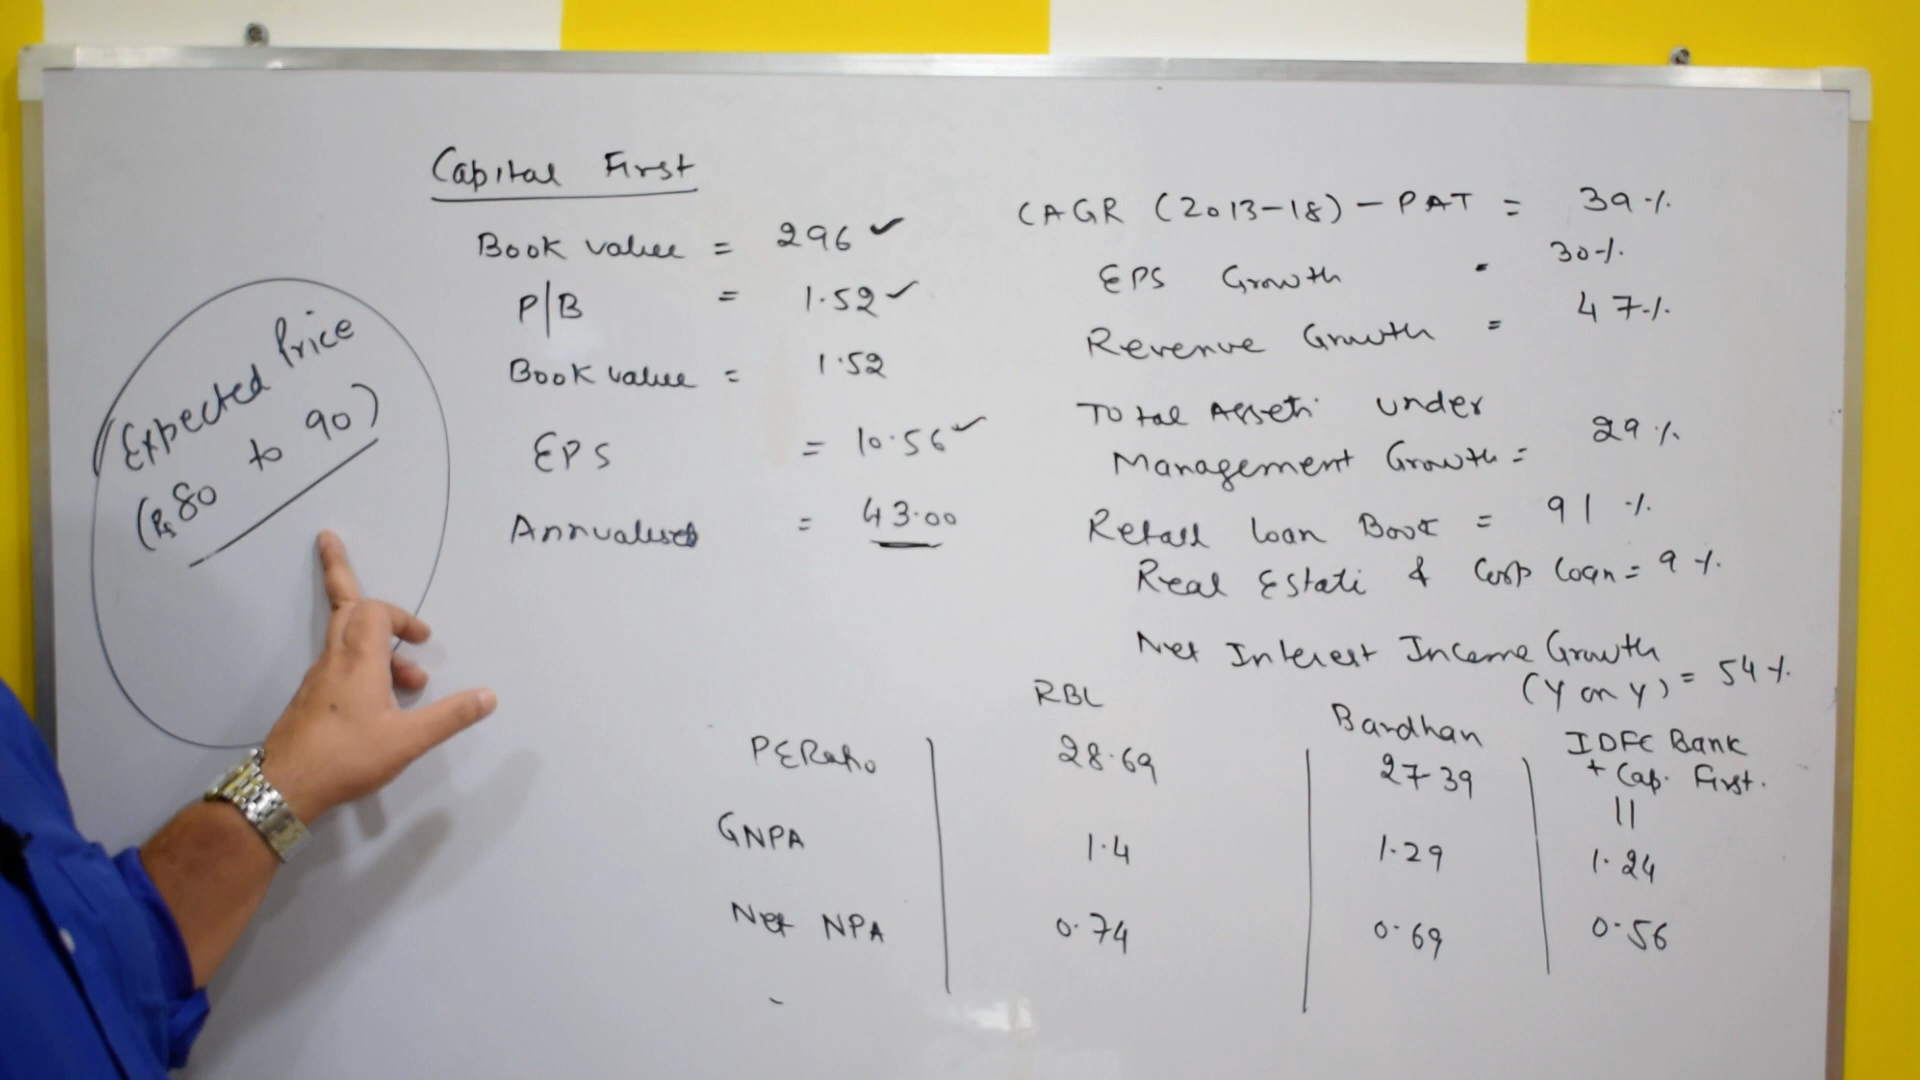 Capital First
Book value = 296 ✓
P/B = 1.52 ✓
Book value = 1.52
EPS = 10.56 ✓
Annualised = 43.00
Expected Price
(Rs 80 to 90)
CAGR (2013-18) - PAT = 39%
EPS Growth - 30%
Revenue Growth = 47%
Total Assets under
Management Growth = 29%
Retail loan Book = 91%
Real Estate & Corp loan = 9%
Net Interest Income Growth
(Y on Y) = 54%
RBL Bardhan IDFC Bank
+ Cap. First.
PE Ratio 28.69 27.39 11
GNPA 1.4 1.29 1.24
Net NPA 0.74 0.69 0.56